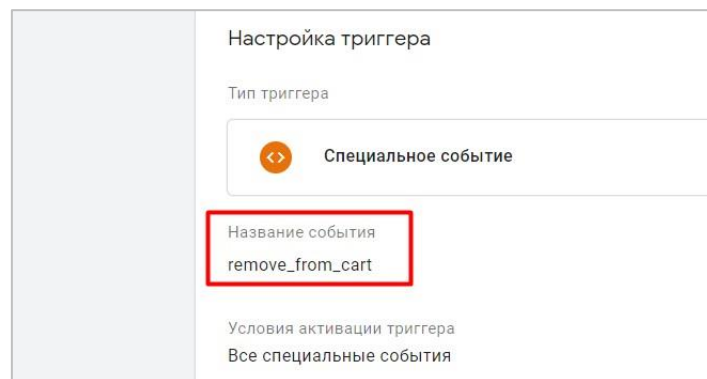 Настройка триггера
Тип триггера
Специальное событие
Название события
remove_from_cart
Условия активации триггера
Все специальные события